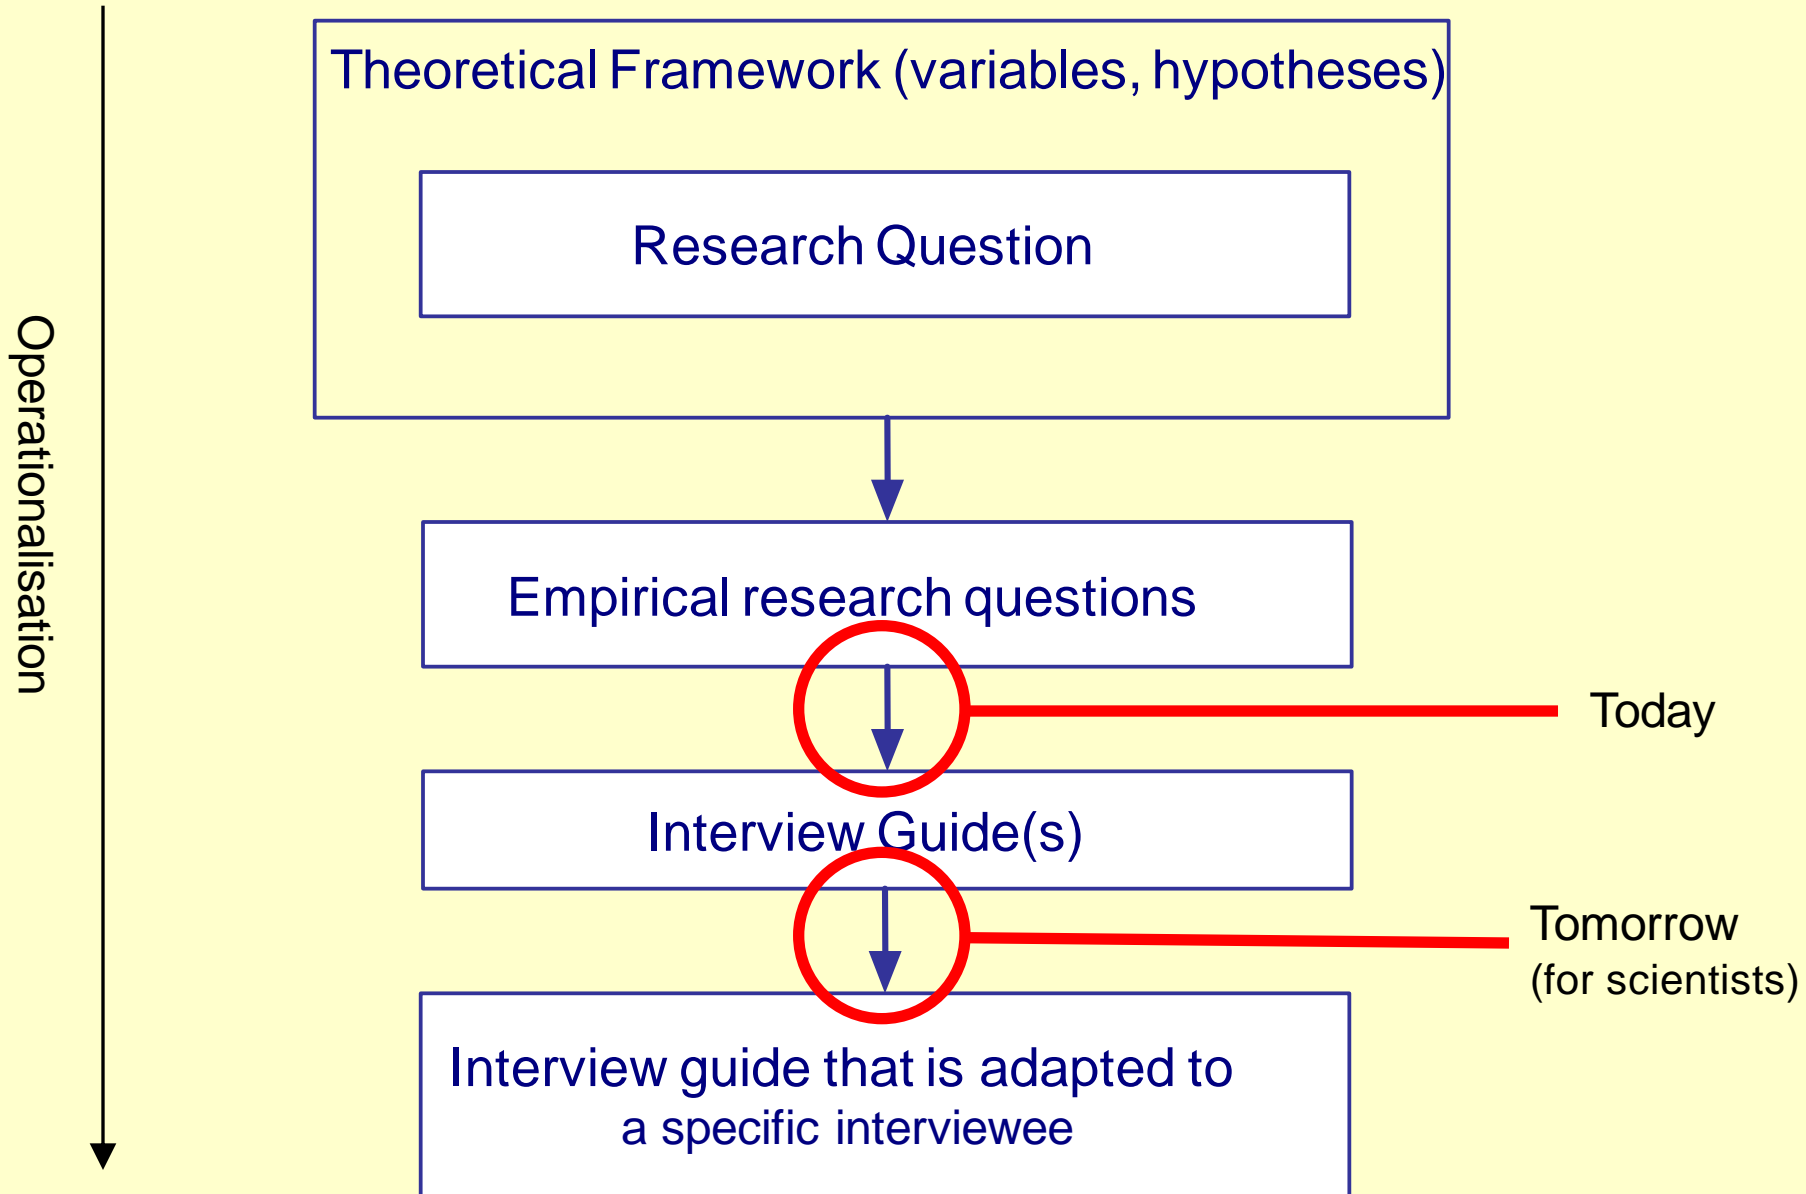 Theoretical Framework (variables, hypotheses)
Research Question
Operationalisation
Empirical research questions
Today
Interview Guide(s)
Tomorrow
(for scientists)
Interview guide that is adapted to
a specific interviewee